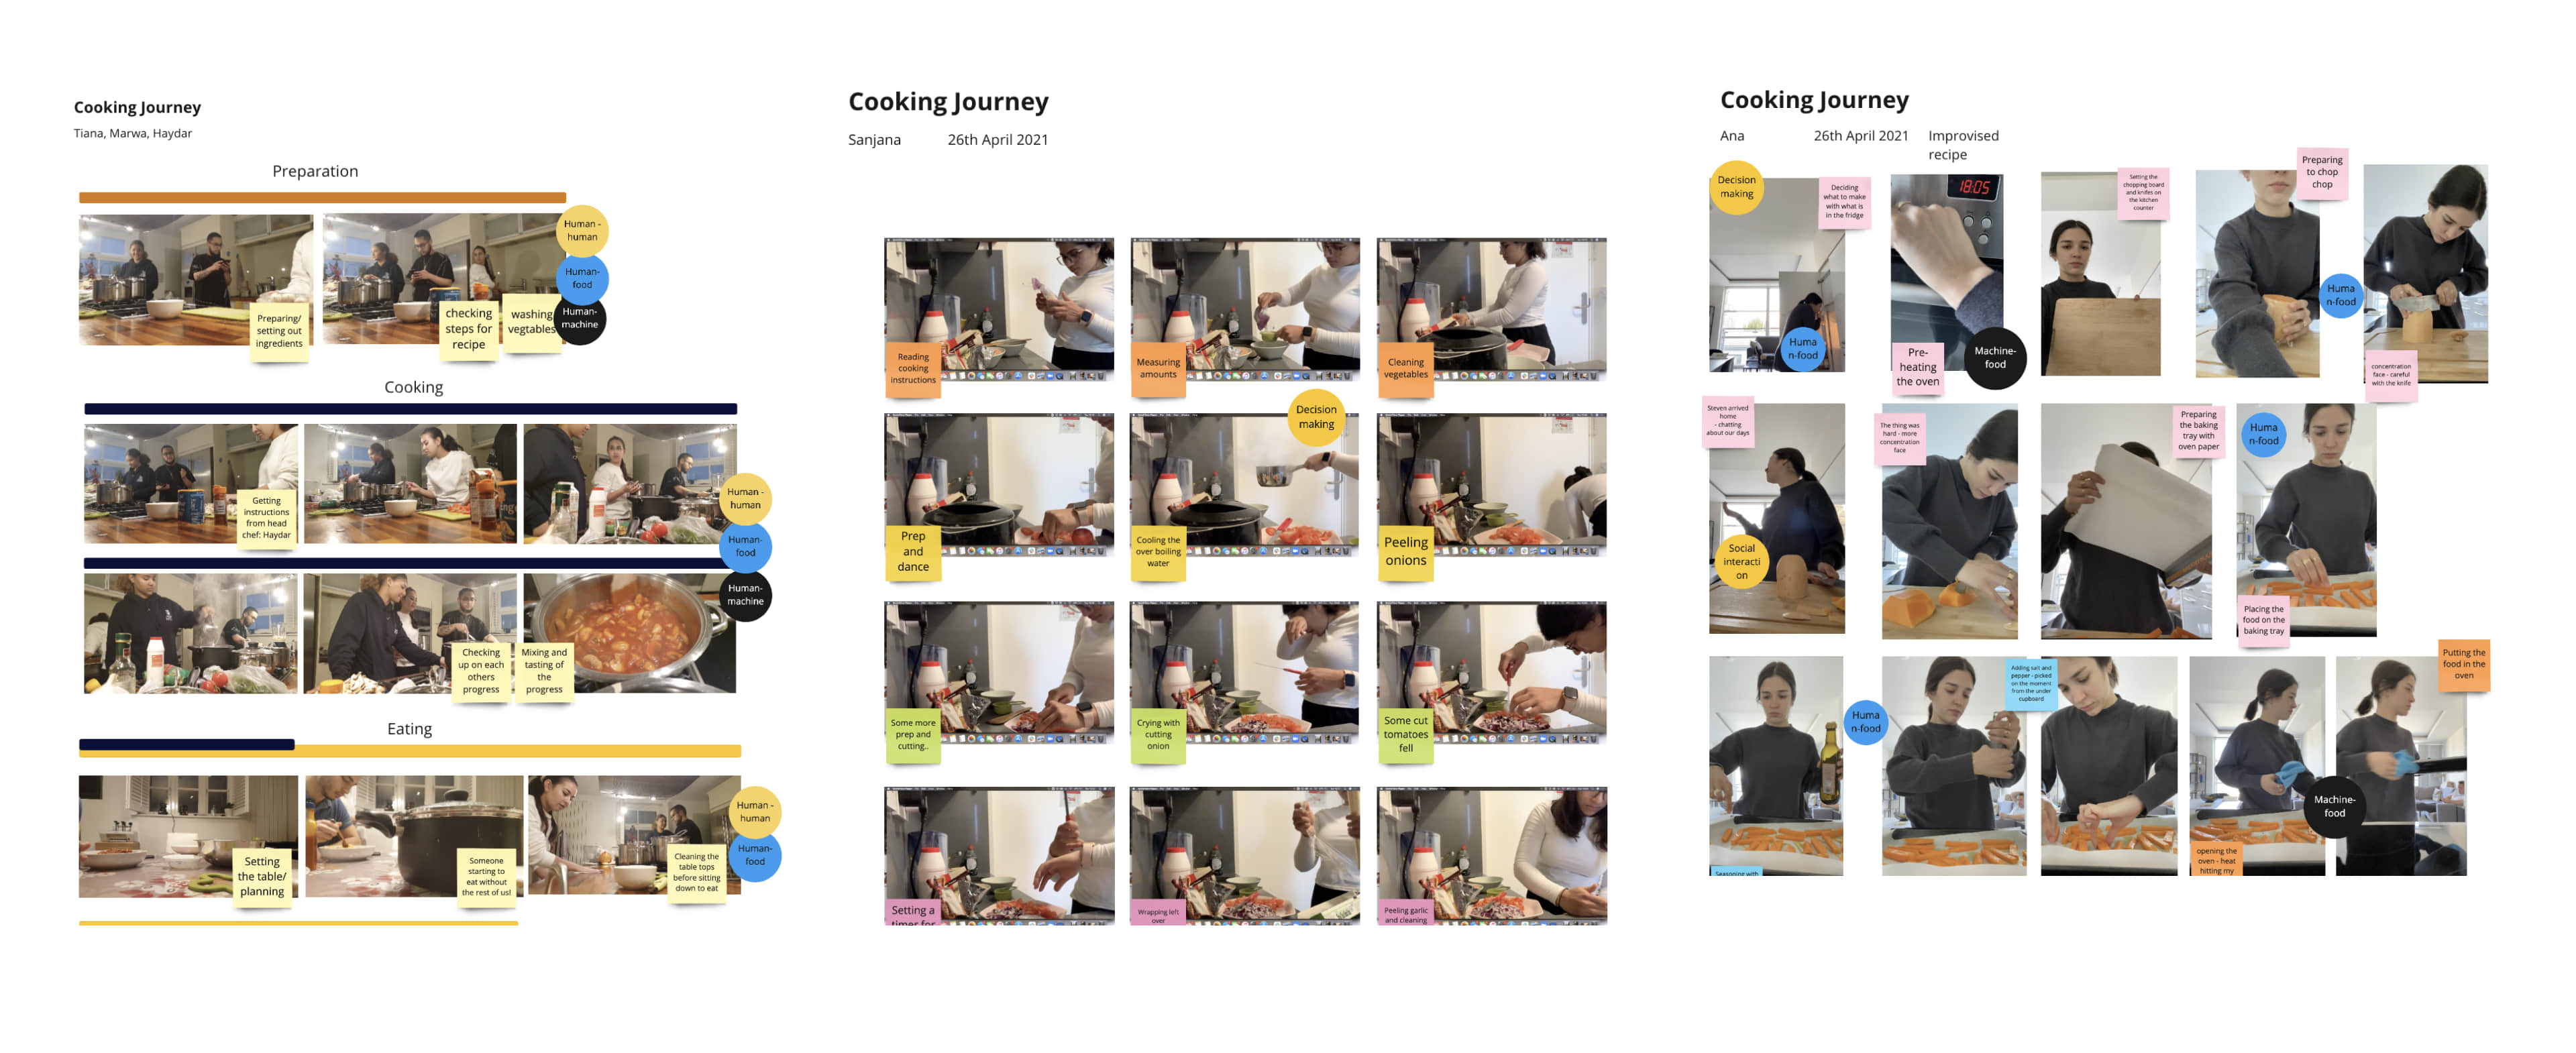 Cooking Journey
Tiana, Marwa, Haydar
Preparation
Preparing/
setting out
ingredients
checking
steps for
recipe
washing
vegtables
Human -
human
Human-
food
Human-
machine
Cooking
Getting
instructions
from head
chef: Haydar
Human -
human
Human-
food
Human-
machine
Checking
up on each
others
progress
Mixing and
tasting of
the
progress
Eating
Setting
the table/
planning
Someone
starting to
eat without
the rest of us!
Cleaning the
table tops
before sitting
down to eat
Human -
human
Human-
food
Cooking Journey
Sanjana 26th April 2021
Reading
cooking
instructions
Measuring
amounts
Cleaning
vegetables
Decision
making
Prep
and
dance
Cooling the
over boiling
water
Peeling
onions
Some more
prep and
cutting..
Crying with
cutting
onion
Some cut
tomatoes
fell
Setting a
timer for
Wrapping left
over
Peeling garlic
and cleaning
Cooking Journey
Ana 26th April 2021 Improvised
recipe
Decision
making
Deciding
what to make
with what is
in the fridge
Huma
n-food
18:05
Pre-
heating
the oven
Machine-
food
Setting the
chopping board
and knifes on
the kitchen
counter
Preparing
to chop
chop
Huma
n-food
concentration
face - careful
with the knife
Steven arrived
home
- chatting
about our days
Social
interacti
on
The thing was
hard - more
concentration
face
Preparing
the baking
tray with
oven paper
Huma
n-food
Placing the
food on the
baking tray
Seasoning with
Huma
n-food
Adding salt and
pepper - picked
on the moment
from the under
cupboard
opening the
oven - heat
hitting my
Machine-
food
Putting the
food in the
oven